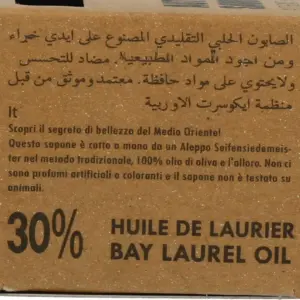 الصابون الحلبي التقليدي المصنوع على ايدي خبراء
ومن اجود المواد الطبيعية. مضاد للتحسس
ولايحتوي على مواد حافظة. معتمد وموثق من قبل
منظمة ايكوسرت الاوربية
It
Scopri il segreto di bellezza del Medio Oriente!
Questo sapone è cotto a mano da un Aleppo Seifensiedemeis-
ter nel metodo tradizionale, 100% olio di oliva e l'alloro. Non ci
sono profumi artificiali o coloranti e il sapone non è testato su
animali.
30%
HUILE DE LAURIER
BAY LAUREL OIL